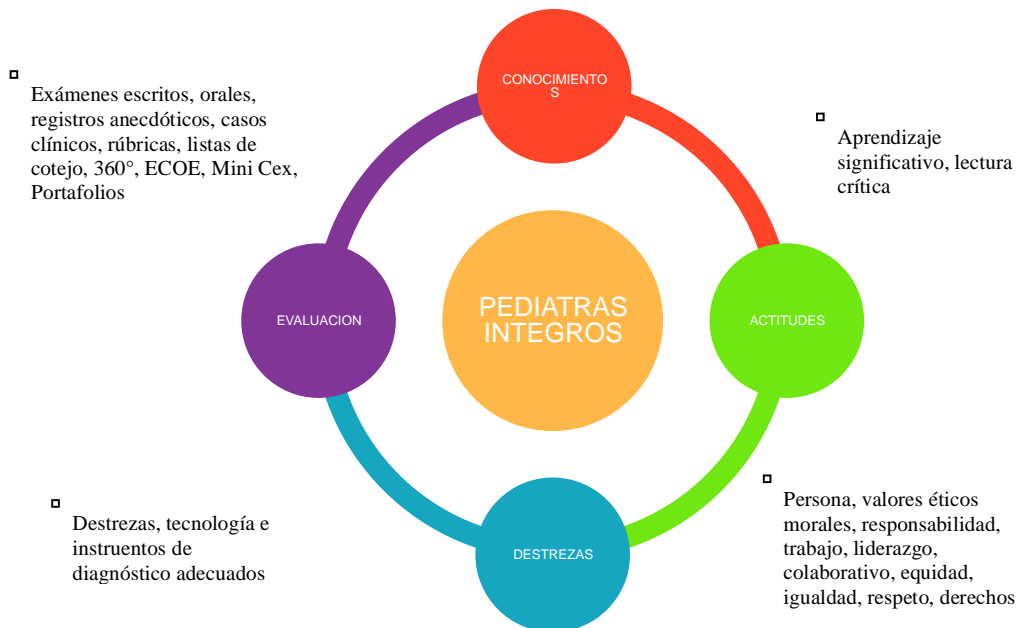 CONOCIMIENTO
S
Exámenes escritos, orales,
registros anecdóticos, casos
clínicos, rúbricas, listas de
cotejo, 360°, ECOE, Mini Cex,
Portafolios
Aprendizaje
significativo, lectura
crítica
EVALUACION
PEDIATRAS
INTEGROS
ACTITUDES
Destrezas, tecnología e
instruentos de
diagnóstico adecuados
DESTREZAS
Persona, valores éticos
morales, responsabilidad,
trabajo, liderazgo,
colaborativo, equidad,
igualdad, respeto, derechos